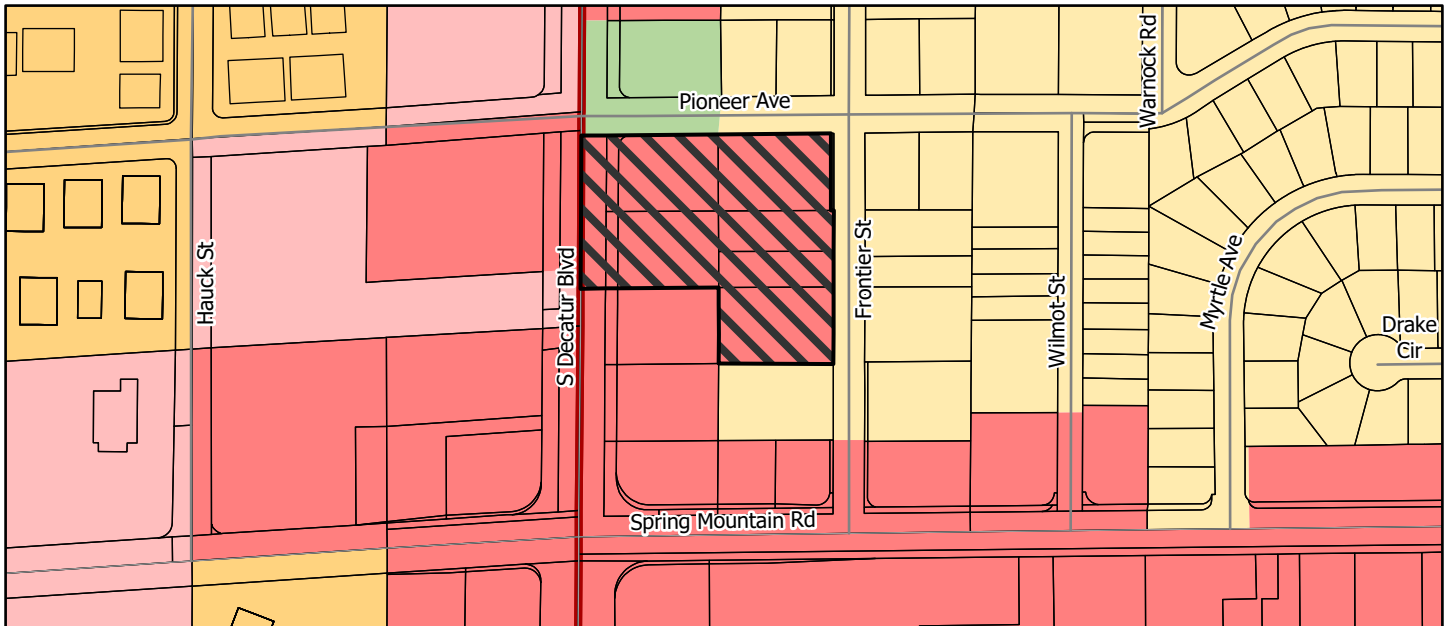 Warnock Rd
Pioneer Ave
Hauck St
S Decatur Blvd
Frontier St
Wilmot St
Myrtle Ave
Drake
Cir
Spring Mountain Rd